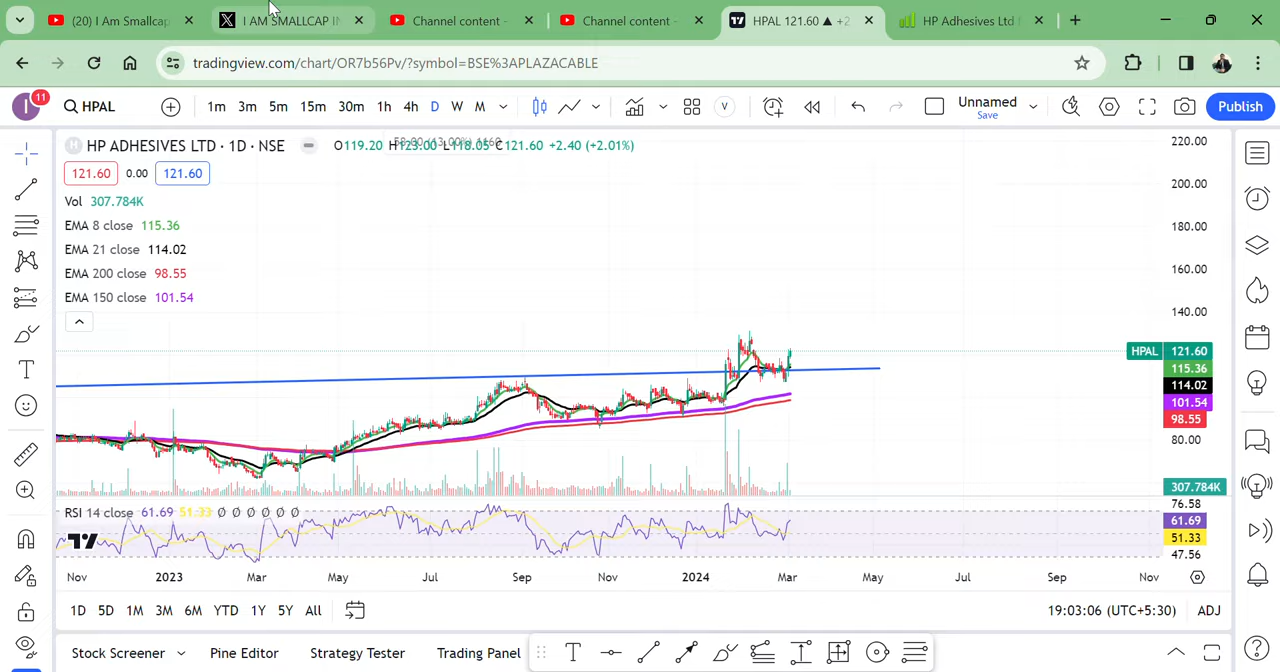 (20) I Am Smallcap
I AM SMALLCAP IN
Channel content -
Channel content -
HPAL 121.60 ▲ +2
HP Adhesives Ltd
tradingview.com/chart/OR7b56Pv/?symbol=BSE%3APLAZACABLE
I 11 HPAL 1m 3m 5m 15m 30m 1h 4h D W M V Unnamed Save Publish
H HP ADHESIVES LTD · 1D · NSE O119.20 H123.00 L118.05 C121.60 +2.40 (+2.01%)
121.60 0.00 121.60
Vol 307.784K
EMA 8 close 115.36
EMA 21 close 114.02
EMA 200 close 98.55
EMA 150 close 101.54
220.00
200.00
180.00
160.00
140.00
HPAL 121.60
115.36
114.02
101.54
98.55
80.00
307.784K
RSI 14 close 61.69 51.33 Ø Ø Ø Ø Ø
76.58
61.69
51.33
47.56
Nov 2023 Mar May Jul Sep Nov 2024 Mar May Jul Sep Nov
1D 5D 1M 3M 6M YTD 1Y 5Y All 19:03:06 (UTC+5:30) ADJ
Stock Screener Pine Editor Strategy Tester Trading Panel